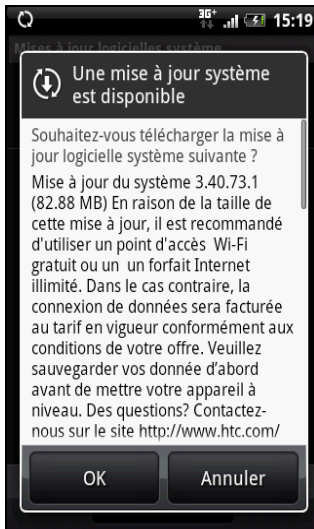 3G+ 15:19
Mises à jour logicielles système
Une mise à jour système
est disponible
Souhaitez-vous télécharger la mise à
jour logicielle système suivante ?
Mise à jour du système 3.40.73.1
(82.88 MB) En raison de la taille de
cette mise à jour, il est recommandé
d'utiliser un point d'accès Wi-Fi
gratuit ou un un forfait Internet
illimité. Dans le cas contraire, la
connexion de données sera facturée
au tarif en vigueur conformément aux
conditions de votre offre. Veuillez
sauvegarder vos donnée d'abord
avant de mettre votre appareil à
niveau. Des questions? Contactez-
nous sur le site http://www.htc.com/
OK Annuler